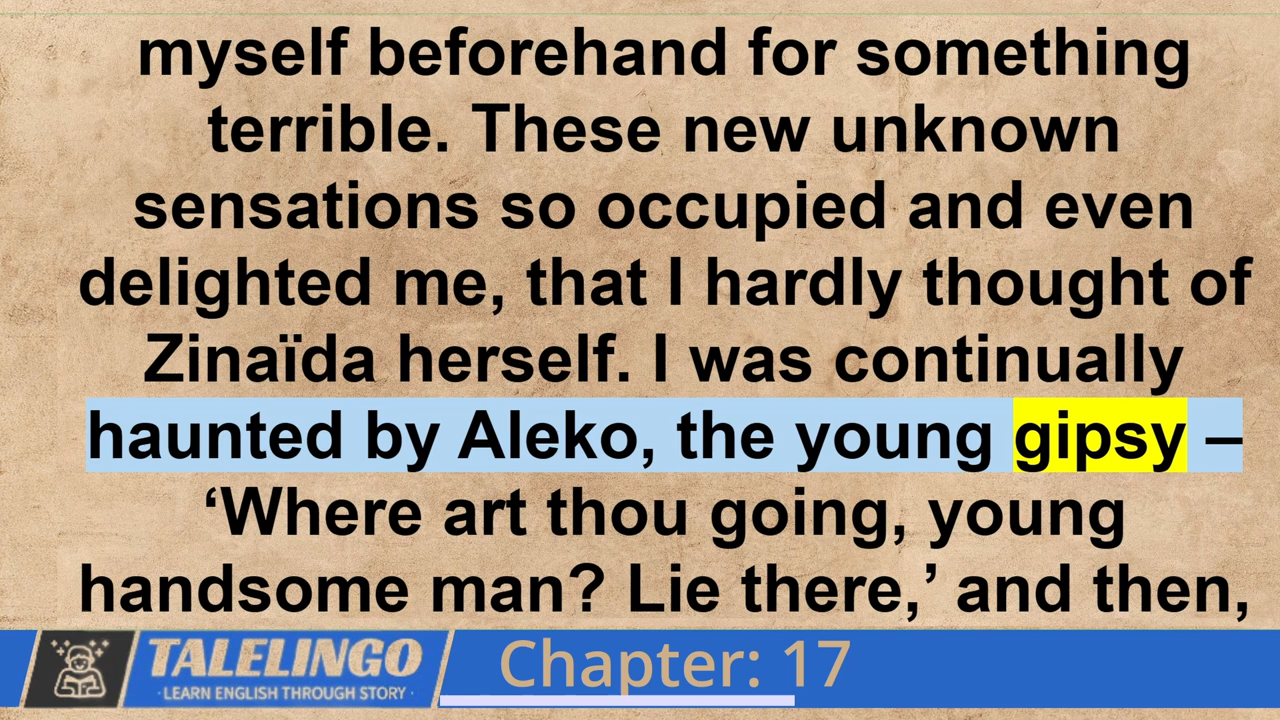 myself beforehand for something
terrible. These new unknown
sensations so occupied and even
delighted me, that I hardly thought of
Zinaïda herself. I was continually
haunted by Aleko, the young gipsy –
‘Where art thou going, young
handsome man? Lie there,’ and then,
TALELINGO
· LEARN ENGLISH THROUGH STORY ·
Chapter: 17